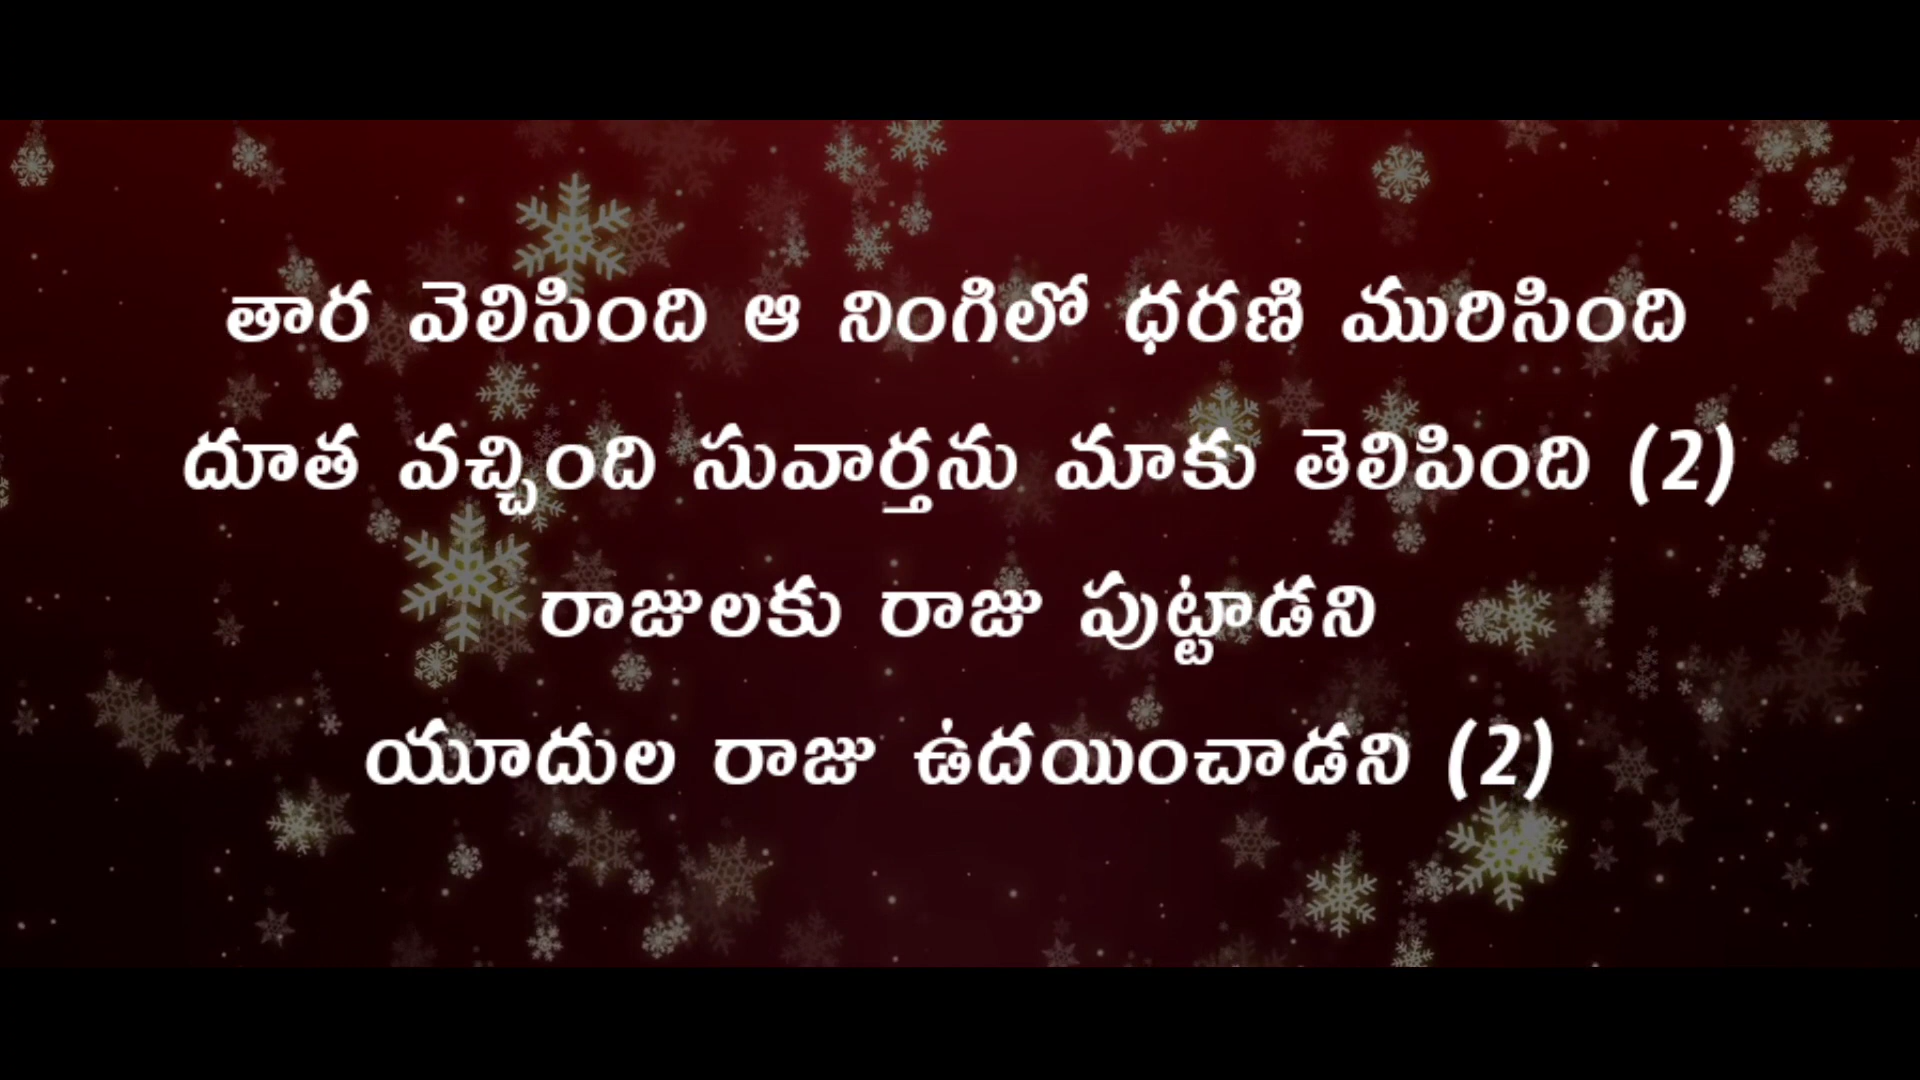 తార వెలిసింది ఆ నింగిలో ధరణి మురిసింది
దూత వచ్చింది సువార్తను మాకు తెలిపింది (2)
రాజులకు రాజు పుట్టాడని
యూదుల రాజు ఉదయించాడని (2)